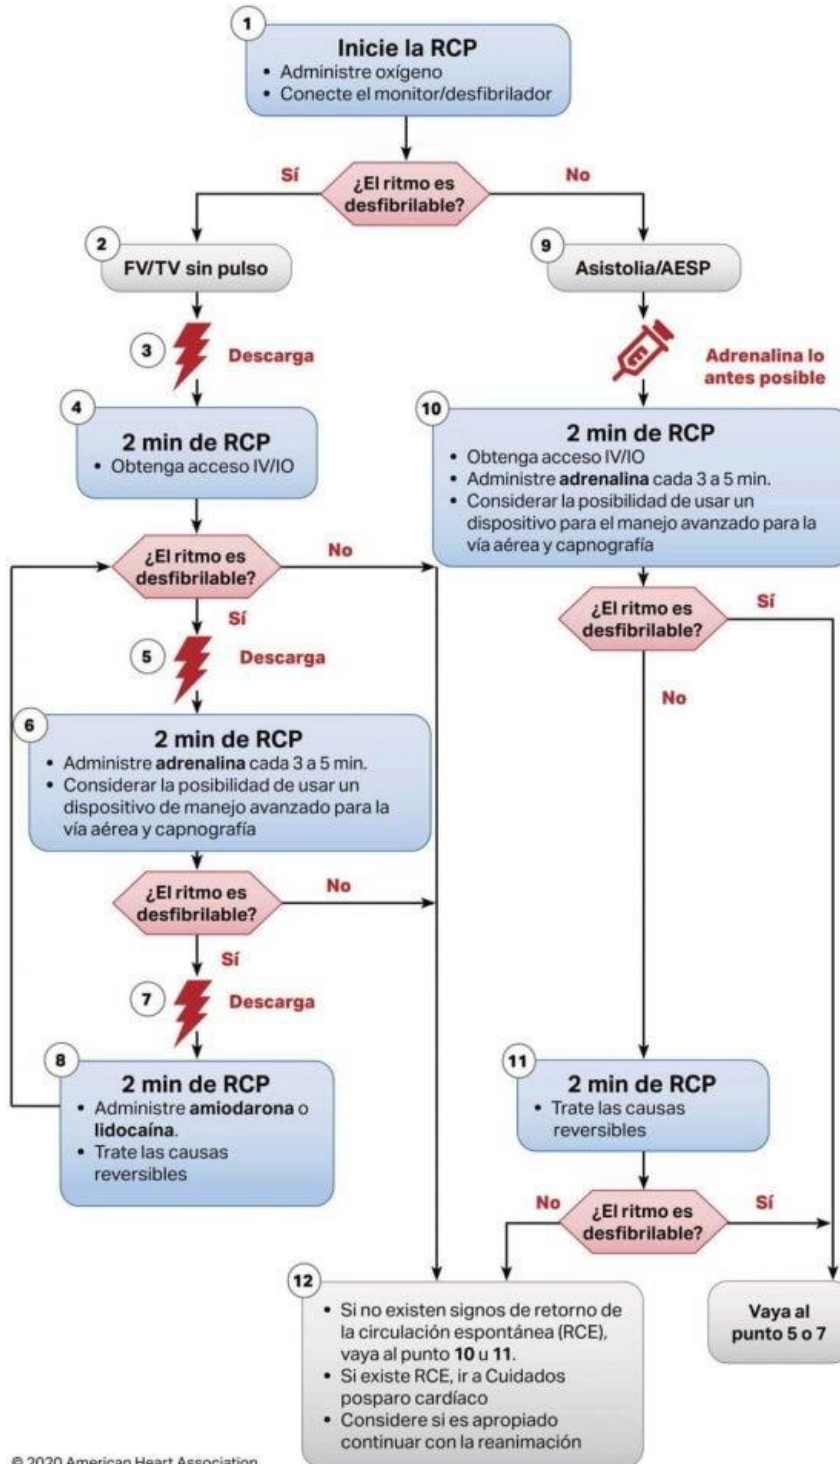 1
Inicie la RCP
• Administre oxígeno
• Conecte el monitor/desfibrilador
Sí
¿El ritmo es
desfibrilable?
No
2
FV/TV sin pulso
9
Asistolia/AESP
3
Descarga
Adrenalina lo
antes posible
4
2 min de RCP
• Obtenga acceso IV/IO
10
2 min de RCP
• Obtenga acceso IV/IO
• Administre adrenalina cada 3 a 5 min.
• Considerar la posibilidad de usar un
dispositivo para el manejo avanzado para la
vía aérea y capnografía
¿El ritmo es
desfibrilable?
No
Sí
¿El ritmo es
desfibrilable?
Sí
No
5
Descarga
6
2 min de RCP
• Administre adrenalina cada 3 a 5 min.
• Considerar la posibilidad de usar un
dispositivo de manejo avanzado para la
vía aérea y capnografía
¿El ritmo es
desfibrilable?
No
Sí
7
Descarga
8
2 min de RCP
• Administre amiodarona o
lidocaína.
• Trate las causas
reversibles
11
2 min de RCP
• Trate las causas
reversibles
No
¿El ritmo es
desfibrilable?
Sí
12
• Si no existen signos de retorno de
la circulación espontánea (RCE),
vaya al punto 10 u 11.
• Si existe RCE, ir a Cuidados
posparo cardíaco
• Considere si es apropiado
continuar con la reanimación
Vaya al
punto 5 o 7
© 2020 American Heart Association